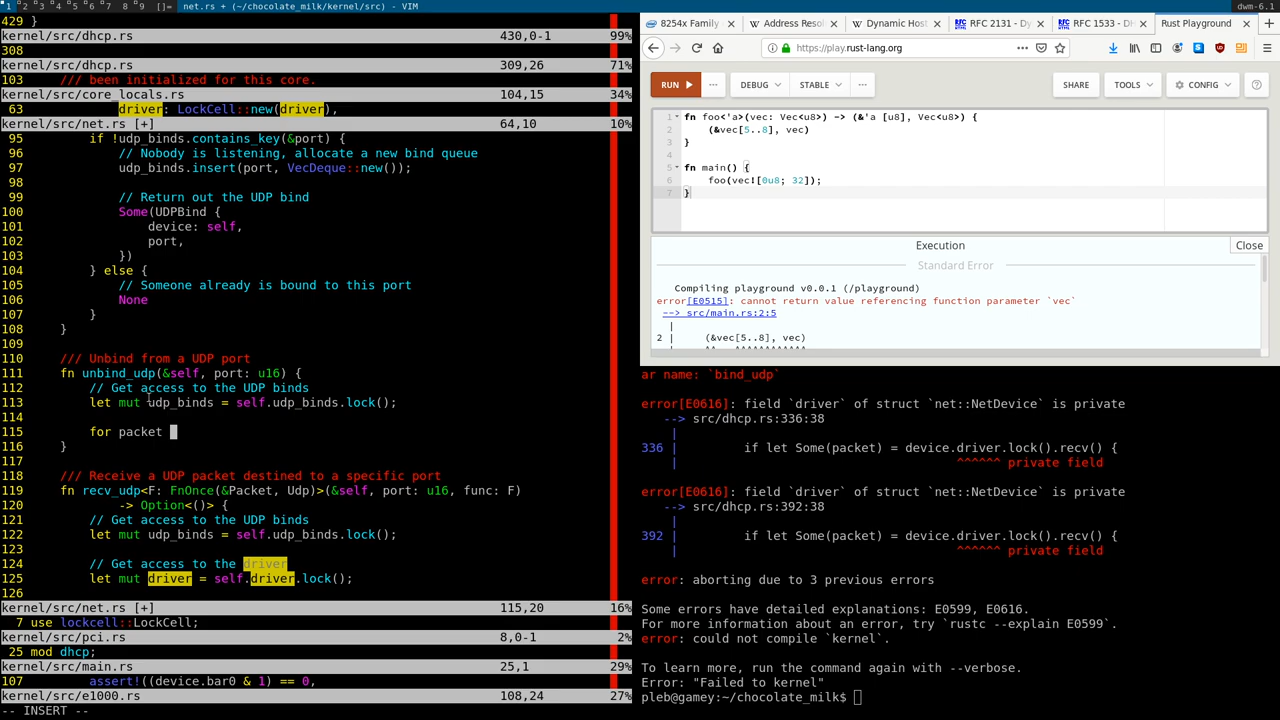 1 2 3 4 5 6 7 8 9 []= net.rs + (~/chocolate_milk/kernel/src) - VIM
dwm-6.1
429 }
kernel/src/dhcp.rs 430,0-1 99%
308
kernel/src/dhcp.rs 309,26 71%
103 /// been initialized for this core.
kernel/src/core_locals.rs 104,15 34%
63 driver: LockCell::new(driver),
kernel/src/net.rs [+] 64,10 10%
95 if !udp_binds.contains_key(&port) {
96 // Nobody is listening, allocate a new bind queue
97 udp_binds.insert(port, VecDeque::new());
98
99 // Return out the UDP bind
100 Some(UDPBind {
101 device: self,
102 port,
103 })
104 } else {
105 // Someone already is bound to this port
106 None
107 }
108 }
109
110 /// Unbind from a UDP port
111 fn unbind_udp(&self, port: u16) {
112 // Get access to the UDP binds
113 let mut udp_binds = self.udp_binds.lock();
114
115 for packet
116 }
117
118 /// Receive a UDP packet destined to a specific port
119 fn recv_udp<F: FnOnce(&Packet, Udp)>(&self, port: u16, func: F)
120 -> Option<()> {
121 // Get access to the UDP binds
122 let mut udp_binds = self.udp_binds.lock();
123
124 // Get access to the driver
125 let mut driver = self.driver.lock();
126
kernel/src/net.rs [+] 115,20 16%
7 use lockcell::LockCell;
kernel/src/pci.rs 8,0-1 2%
25 mod dhcp;
kernel/src/main.rs 25,1 29%
107 assert!((device.bar0 & 1) == 0,
kernel/src/e1000.rs 108,24 27%
-- INSERT --
8254x Family
Address Resol
Dynamic Host
RFC 2131 - Dy
RFC 1533 - DH
Rust Playground
https://play.rust-lang.org
RUN
DEBUG
STABLE
SHARE
TOOLS
CONFIG
1 fn foo<'a>(vec: Vec<u8>) -> (&'a [u8], Vec<u8>) {
2 (&vec[5..8], vec)
3 }
4
5 fn main() {
6 foo(vec![0u8; 32]);
7 }
Execution
Close
Standard Error
Compiling playground v0.0.1 (/playground)
error[E0515]: cannot return value referencing function parameter `vec`
--> src/main.rs:2:5
|
2 | (&vec[5..8], vec)
| ^^ ^^^^^^^^^^^^
ar name: `bind_udp`
error[E0616]: field `driver` of struct `net::NetDevice` is private
--> src/dhcp.rs:336:38
|
336 | if let Some(packet) = device.driver.lock().recv() {
| ^^^^^^ private field
error[E0616]: field `driver` of struct `net::NetDevice` is private
--> src/dhcp.rs:392:38
|
392 | if let Some(packet) = device.driver.lock().recv() {
| ^^^^^^ private field
error: aborting due to 3 previous errors
Some errors have detailed explanations: E0599, E0616.
For more information about an error, try `rustc --explain E0599`.
error: could not compile `kernel`.
To learn more, run the command again with --verbose.
Error: "Failed to kernel"
pleb@gamey:~/chocolate_milk$